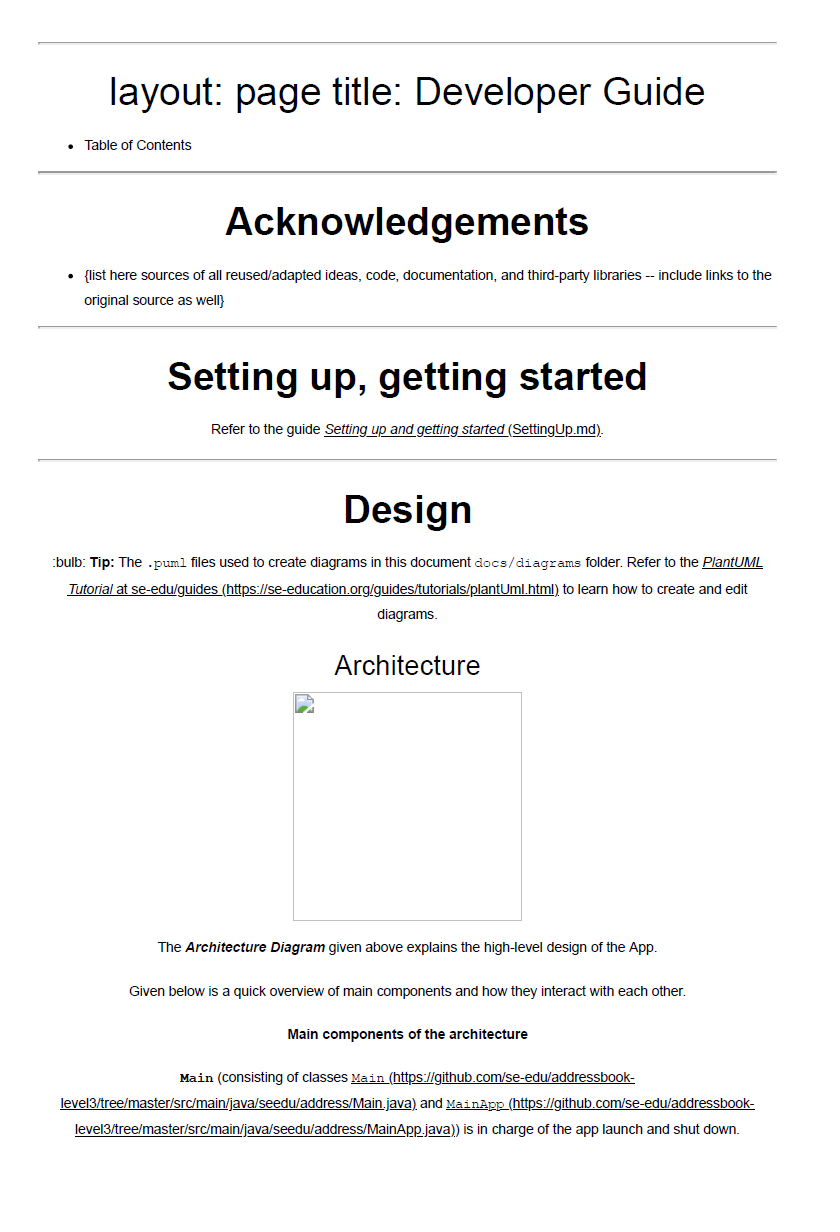 layout: page title: Developer Guide
• Table of Contents
Acknowledgements
• {list here sources of all reused/adapted ideas, code, documentation, and third-party libraries -- include links to the
original source as well}
Setting up, getting started
Refer to the guide Setting up and getting started (SettingUp.md).
Design
:bulb: Tip: The .puml files used to create diagrams in this document docs/diagrams folder. Refer to the PlantUML
Tutorial at se-edu/guides (https://se-education.org/guides/tutorials/plantUml.html) to learn how to create and edit
diagrams.
Architecture
The Architecture Diagram given above explains the high-level design of the App.
Given below is a quick overview of main components and how they interact with each other.
Main components of the architecture
Main (consisting of classes Main (https://github.com/se-edu/addressbook-
level3/tree/master/src/main/java/seedu/address/Main.java) and MainApp (https://github.com/se-edu/addressbook-
level3/tree/master/src/main/java/seedu/address/MainApp.java)) is in charge of the app launch and shut down.